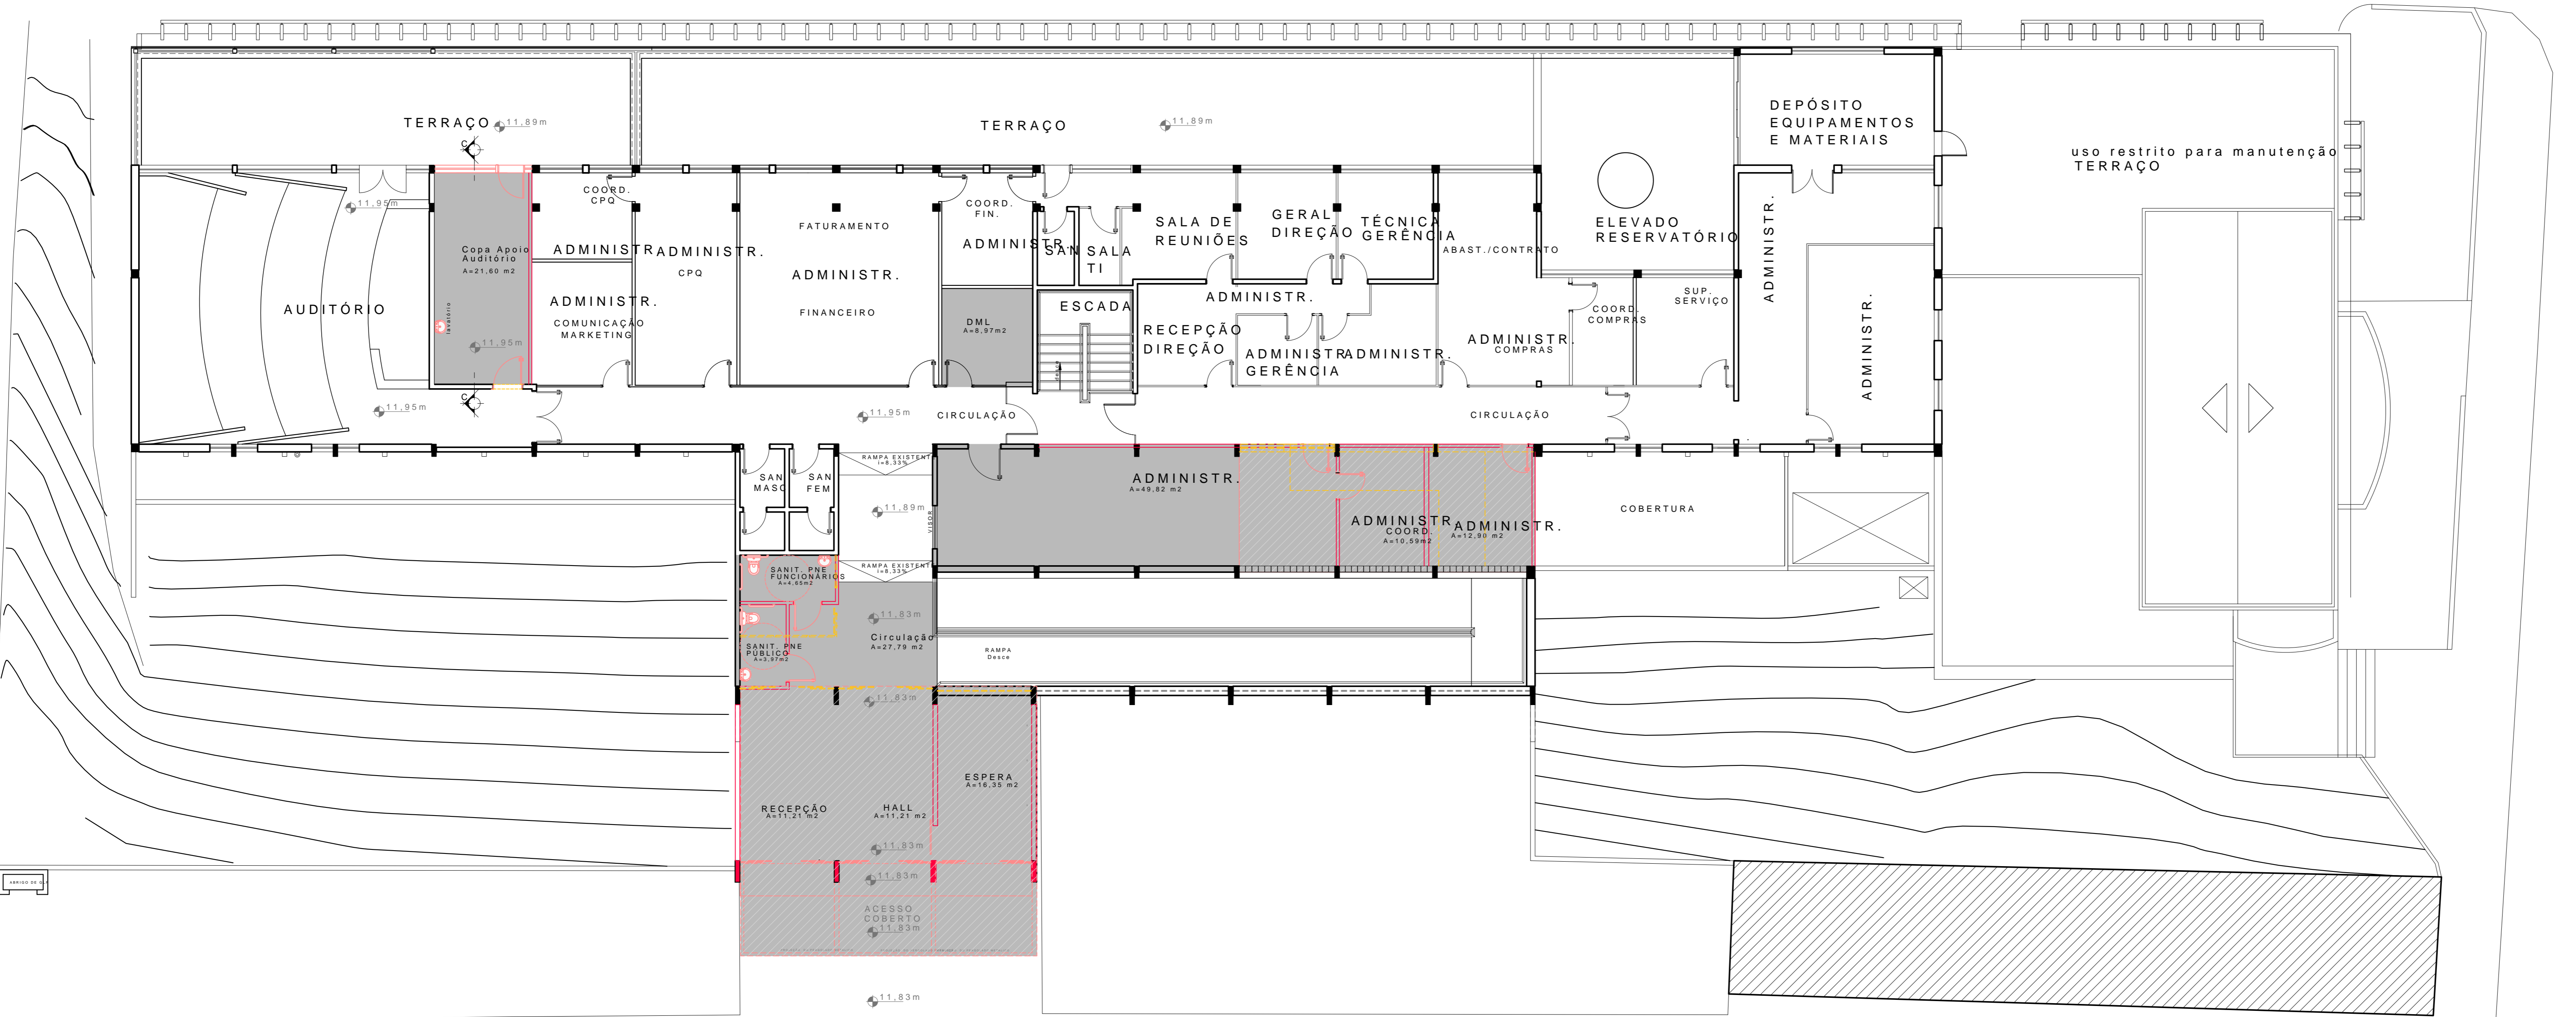 TERRAÇO
11,89m
C
TERRAÇO
11,89m
DEPÓSITO
EQUIPAMENTOS
E MATERIAIS
uso restrito para manutenção
TERRAÇO
11,95m
Copa Apoio
Auditório
A=21,60 m2
lavatório
11,95m
C
AUDITÓRIO
11,95m
COORD.
CPQ
ADMINISTR.
ADMINISTR.
COMUNICAÇÃO
MARKETING
ADMINISTR.
CPQ
FATURAMENTO
ADMINISTR.
FINANCEIRO
COORD.
FIN.
ADMINISTR.
DML
A=8,97m2
SAN
SALA
TI
ESCADA
desce
SALA DE
REUNIÕES
GERAL
DIREÇÃO
TÉCNICA
GERÊNCIA
ADMINISTR.
RECEPÇÃO
DIREÇÃO
ADMINISTR.
GERÊNCIA
ADMINISTR.
ABAST./CONTRATO
ADMINISTR.
COMPRAS
ELEVADO
RESERVATÓRIO
COORD.
COMPRAS
SUP.
SERVIÇO
ADMINISTR.
ADMINISTR.
11,95m
CIRCULAÇÃO
CIRCULAÇÃO
SAN
MASC
SAN
FEM
RAMPA EXISTENTE
i=8,33%
11,89m
VISOR
RAMPA EXISTENTE
i=8,33%
ADMINISTR.
A=49,82 m2
ADMINISTR.
COORD.
A=10,59m2
ADMINISTR.
A=12,90 m2
COBERTURA
SANIT. PNE
FUNCIONÁRIOS
A=4,65m2
SANIT. PNE
PÚBLICO
A=3,97m2
11,83m
Circulação
A=27,79 m2
RAMPA
Desce
11,83m
ESPERA
A=16,35 m2
RECEPÇÃO
A=11,21 m2
HALL
A=11,21 m2
11,83m
11,83m
ACESSO
COBERTO
11,83m
11,83m